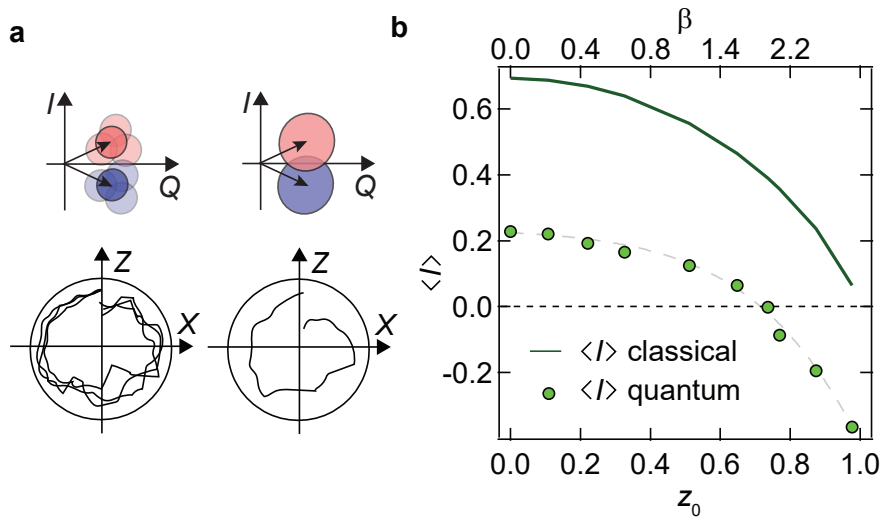 a
I
Q
I
Q
Z
X
Z
X
b
β
0.0 0.4 0.8 1.4 2.2
0.6
0.4
0.2
0.0
-0.2
⟨I⟩
⟨I⟩ classical
⟨I⟩ quantum
0.0 0.2 0.4 0.6 0.8 1.0
z₀